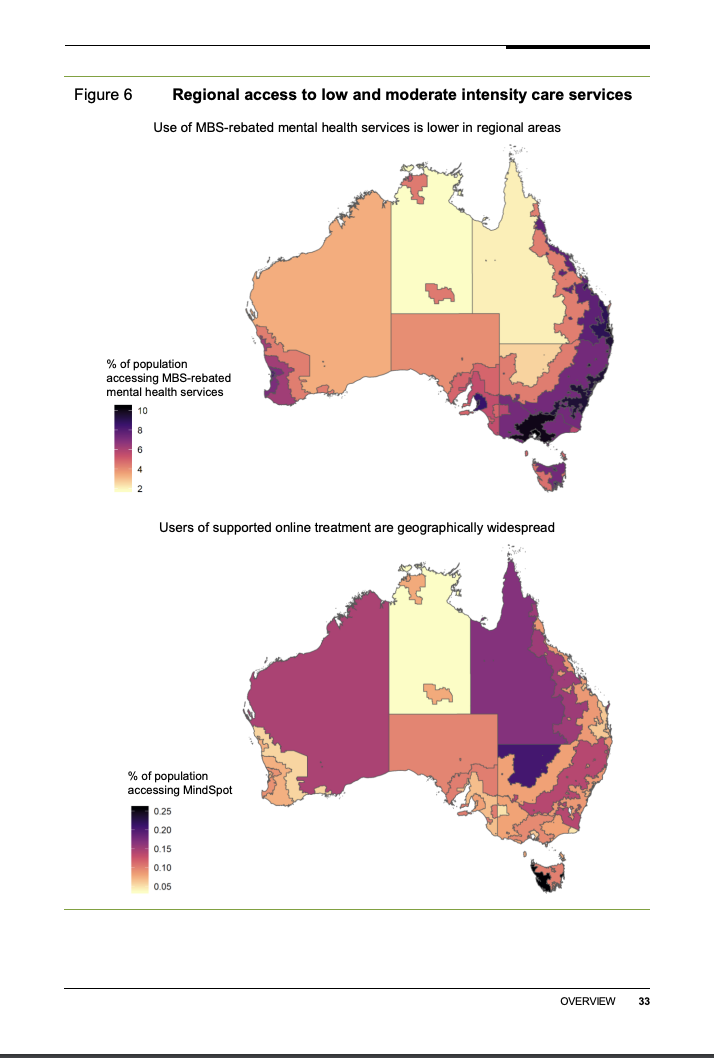 Figure 6 Regional access to low and moderate intensity care services
Use of MBS-rebated mental health services is lower in regional areas
% of population
accessing MBS-rebated
mental health services
10
8
6
4
2
Users of supported online treatment are geographically widespread
% of population
accessing MindSpot
0.25
0.20
0.15
0.10
0.05
OVERVIEW 33